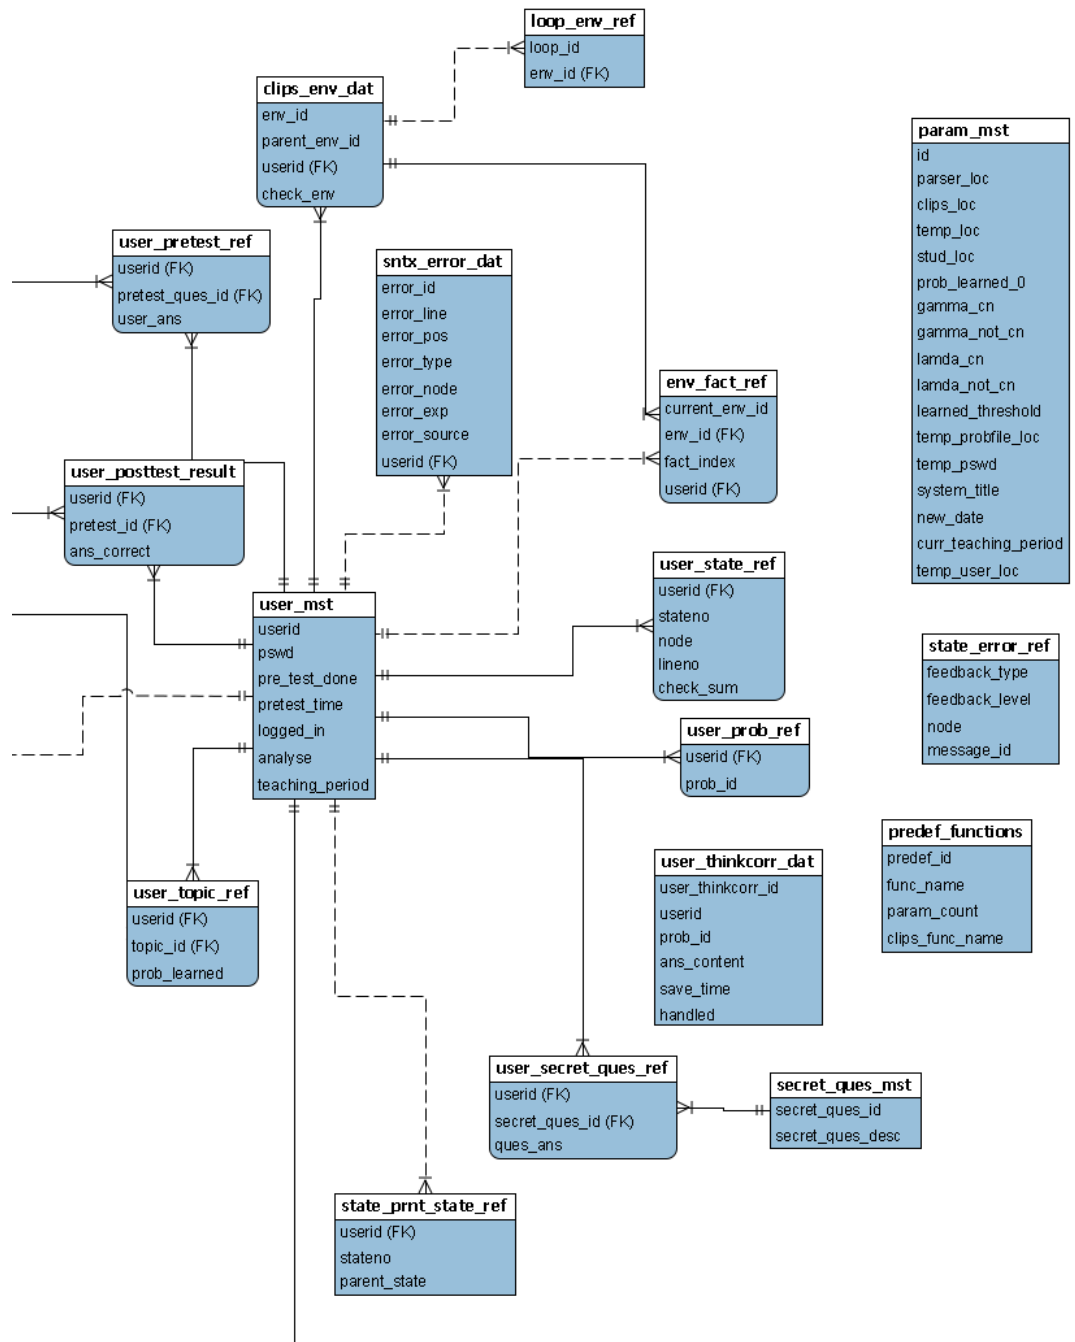 loop_env_ref
loop_id
env_id (FK)
clips_env_dat
env_id
parent_env_id
userid (FK)
check_env
param_mst
id
parser_loc
clips_loc
temp_loc
stud_loc
prob_learned_0
gamma_cn
gamma_not_cn
lamda_cn
lamda_not_cn
learned_threshold
temp_probfile_loc
temp_pswd
system_title
new_date
curr_teaching_period
temp_user_loc
user_pretest_ref
userid (FK)
pretest_ques_id (FK)
user_ans
sntx_error_dat
error_id
error_line
error_pos
error_type
error_node
error_exp
error_source
userid (FK)
env_fact_ref
current_env_id
env_id (FK)
fact_index
userid (FK)
user_posttest_result
userid (FK)
pretest_id (FK)
ans_correct
user_state_ref
userid (FK)
stateno
node
lineno
check_sum
user_mst
userid
pswd
pre_test_done
pretest_time
logged_in
analyse
teaching_period
state_error_ref
feedback_type
feedback_level
node
message_id
user_prob_ref
userid (FK)
prob_id
predef_functions
predef_id
func_name
param_count
clips_func_name
user_thinkcorr_dat
user_thinkcorr_id
userid
prob_id
ans_content
save_time
handled
user_topic_ref
userid (FK)
topic_id (FK)
prob_learned
user_secret_ques_ref
userid (FK)
secret_ques_id (FK)
ques_ans
secret_ques_mst
secret_ques_id
secret_ques_desc
state_prnt_state_ref
userid (FK)
stateno
parent_state